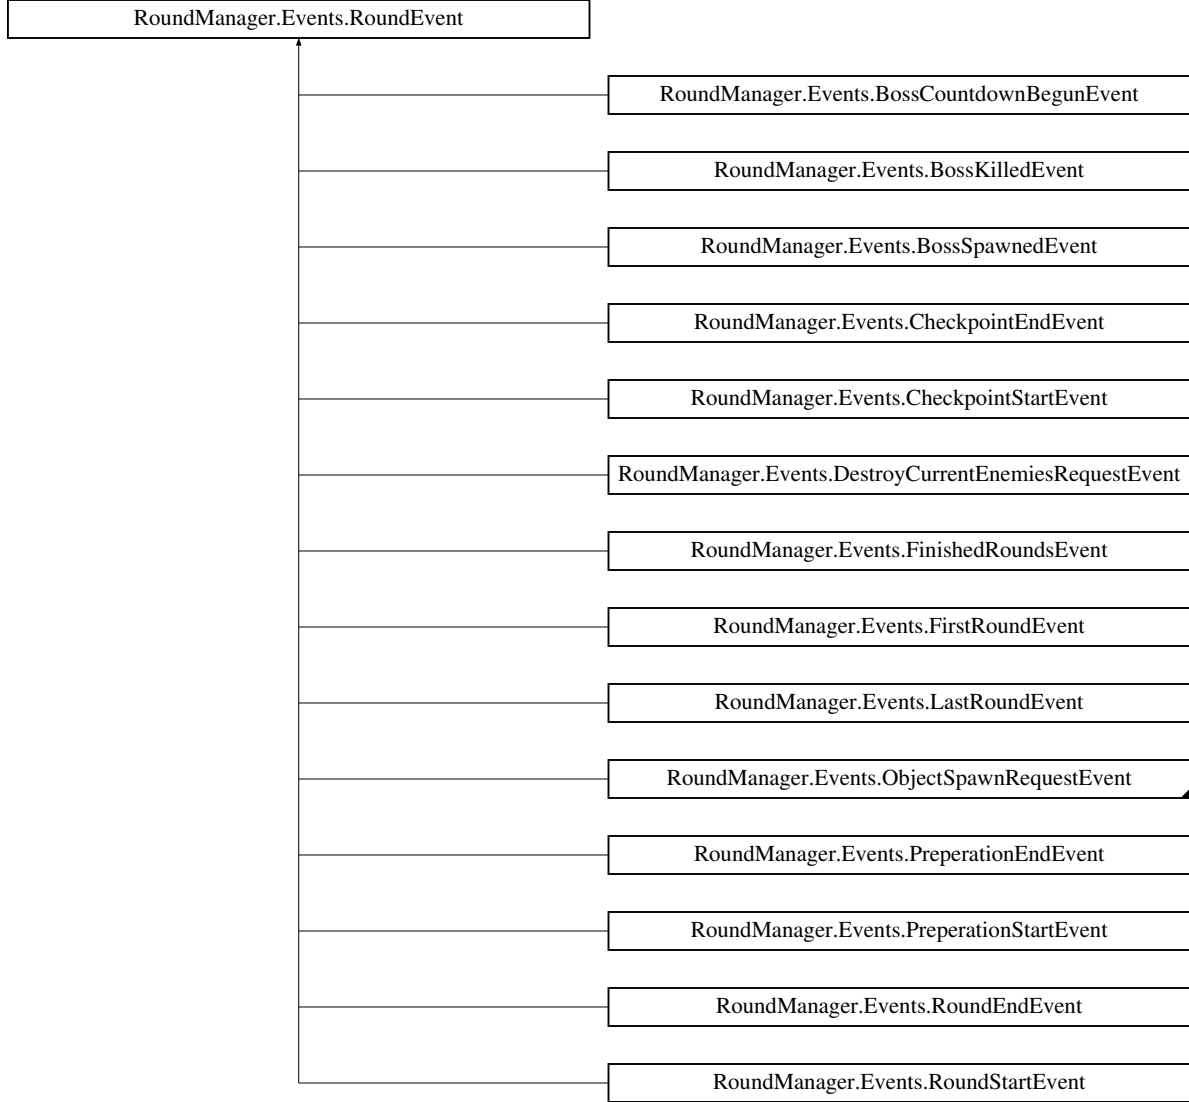 RoundManager.Events.RoundEvent
RoundManager.Events.BossCountdownBegunEvent
RoundManager.Events.BossKilledEvent
RoundManager.Events.BossSpawnedEvent
RoundManager.Events.CheckpointEndEvent
RoundManager.Events.CheckpointStartEvent
RoundManager.Events.DestroyCurrentEnemiesRequestEvent
RoundManager.Events.FinishedRoundsEvent
RoundManager.Events.FirstRoundEvent
RoundManager.Events.LastRoundEvent
RoundManager.Events.ObjectSpawnRequestEvent
RoundManager.Events.PreperationEndEvent
RoundManager.Events.PreperationStartEvent
RoundManager.Events.RoundEndEvent
RoundManager.Events.RoundStartEvent